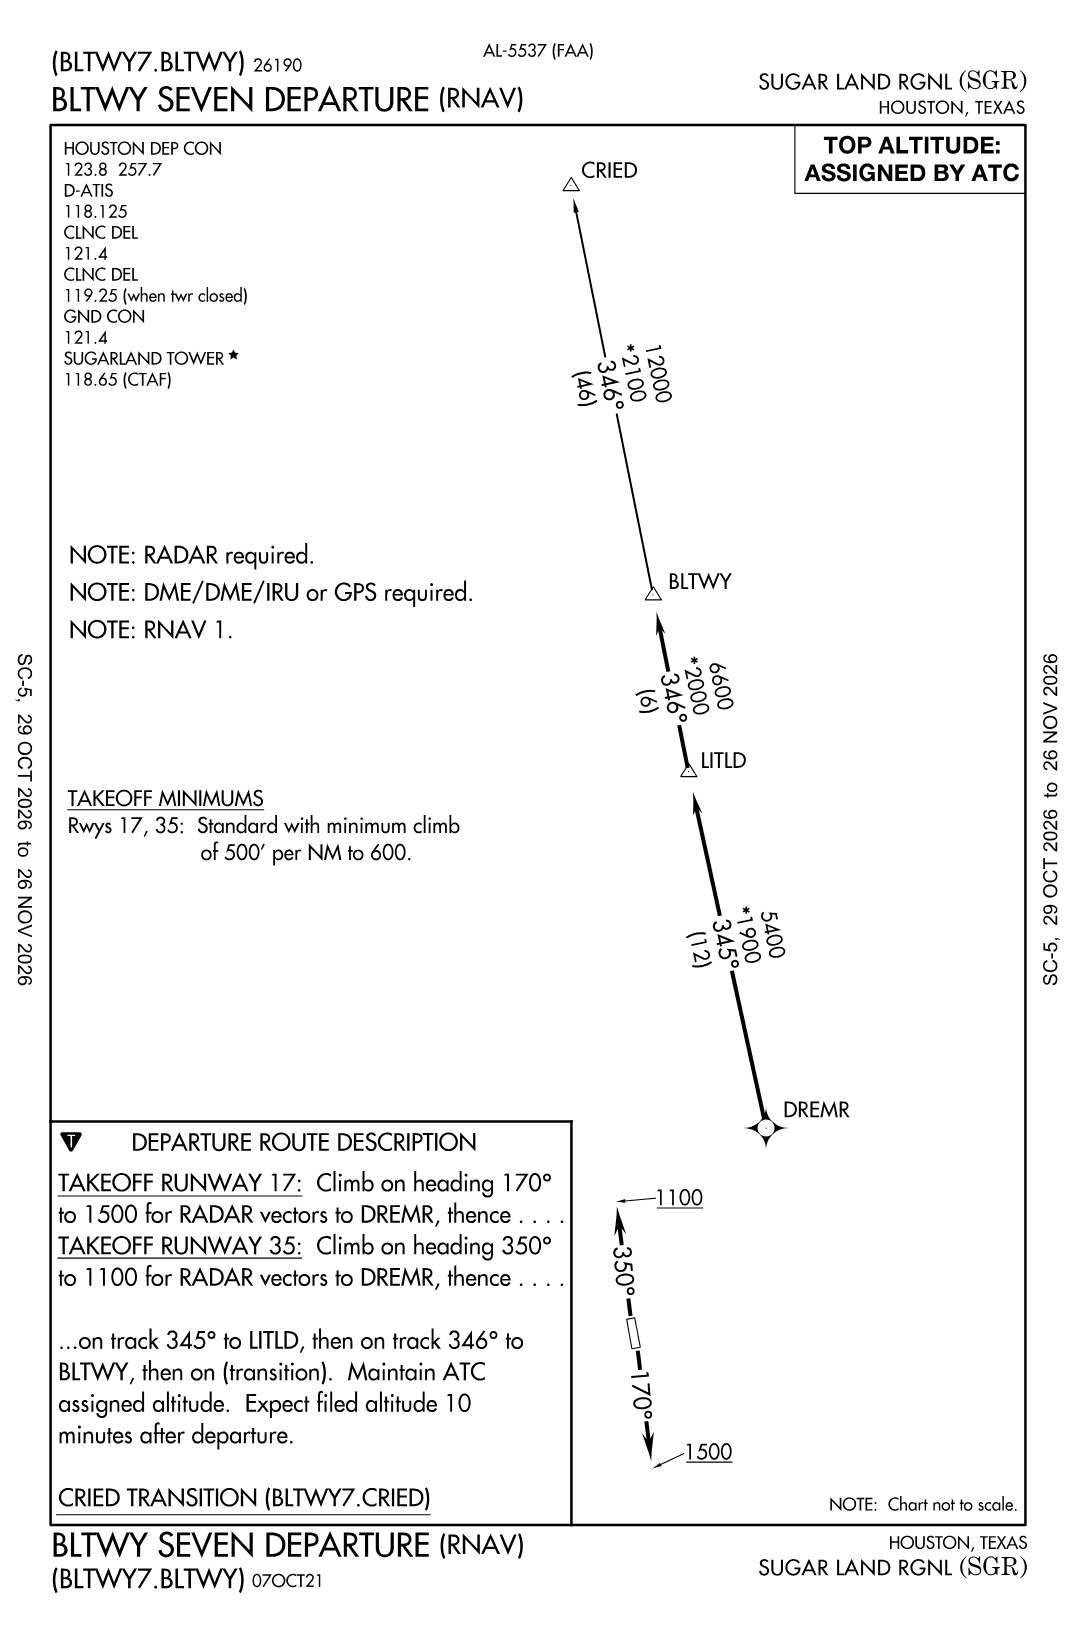 (BLTWY7.BLTWY) 26190
AL-5537 (FAA)
BLTWY SEVEN DEPARTURE (RNAV)
SUGAR LAND RGNL (SGR)
HOUSTON, TEXAS
TOP ALTITUDE:
ASSIGNED BY ATC
HOUSTON DEP CON
123.8 257.7
D-ATIS
118.125
CLNC DEL
121.4
CLNC DEL
119.25 (when twr closed)
GND CON
121.4
SUGARLAND TOWER ★
118.65 (CTAF)
CRIED
12000
*2100
346°
(46)
NOTE: RADAR required.
NOTE: DME/DME/IRU or GPS required.
NOTE: RNAV 1.
BLTWY
6600
*2000
346°
(6)
LITLD
TAKEOFF MINIMUMS
Rwys 17, 35: Standard with minimum climb
of 500' per NM to 600.
5400
*1900
345°
(12)
DREMR
T DEPARTURE ROUTE DESCRIPTION
TAKEOFF RUNWAY 17: Climb on heading 170°
to 1500 for RADAR vectors to DREMR, thence . . . .
TAKEOFF RUNWAY 35: Climb on heading 350°
to 1100 for RADAR vectors to DREMR, thence . . . .
...on track 345° to LITLD, then on track 346° to
BLTWY, then on (transition). Maintain ATC
assigned altitude. Expect filed altitude 10
minutes after departure.
CRIED TRANSITION (BLTWY7.CRIED)
1100
350°
170°
1500
NOTE: Chart not to scale.
BLTWY SEVEN DEPARTURE (RNAV)
(BLTWY7.BLTWY) 07OCT21
HOUSTON, TEXAS
SUGAR LAND RGNL (SGR)
SC-5, 29 OCT 2026 to 26 NOV 2026
SC-5, 29 OCT 2026 to 26 NOV 2026